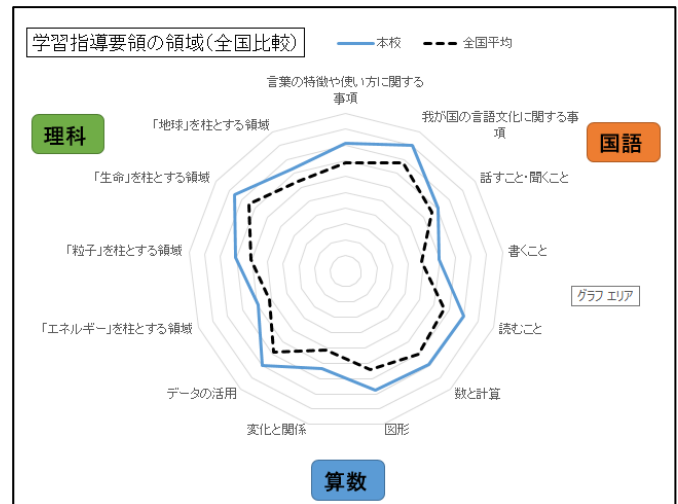 学習指導要領の領域(全国比較)
本校
全国平均
言葉の特徴や使い方に関する
事項
我が国の言語文化に関する事
項
国語
話すこと・聞くこと
書くこと
グラフ エリア
読むこと
数と計算
図形
算数
変化と関係
データの活用
「エネルギー」を柱とする領域
「粒子」を柱とする領域
「生命」を柱とする領域
「地球」を柱とする領域
理科